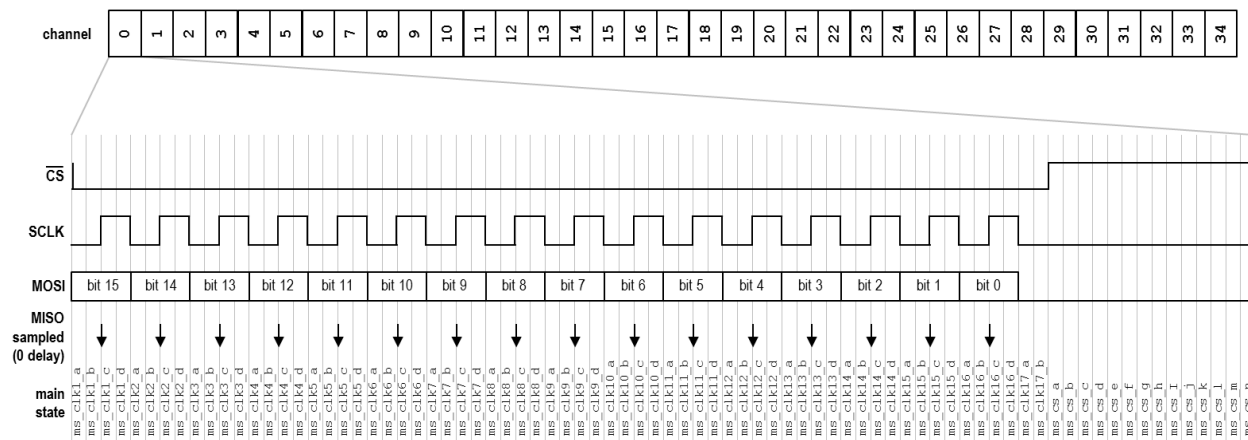 channel 0 1 2 3 4 5 6 7 8 9 10 11 12 13 14 15 16 17 18 19 20 21 22 23 24 25 26 27 28 29 30 31 32 33 34
CS
SCLK
MOSI bit 15 bit 14 bit 13 bit 12 bit 11 bit 10 bit 9 bit 8 bit 7 bit 6 bit 5 bit 4 bit 3 bit 2 bit 1 bit 0
MISO
sampled
(0 delay)
main
state
ms_clk1_a
ms_clk1_b
ms_clk1_c
ms_clk1_d
ms_clk2_a
ms_clk2_b
ms_clk2_c
ms_clk2_d
ms_clk3_a
ms_clk3_b
ms_clk3_c
ms_clk3_d
ms_clk4_a
ms_clk4_b
ms_clk4_c
ms_clk4_d
ms_clk5_a
ms_clk5_b
ms_clk5_c
ms_clk5_d
ms_clk6_a
ms_clk6_b
ms_clk6_c
ms_clk6_d
ms_clk7_a
ms_clk7_b
ms_clk7_c
ms_clk7_d
ms_clk8_a
ms_clk8_b
ms_clk8_c
ms_clk8_d
ms_clk9_a
ms_clk9_b
ms_clk9_c
ms_clk9_d
ms_clk10_a
ms_clk10_b
ms_clk10_c
ms_clk10_d
ms_clk11_a
ms_clk11_b
ms_clk11_c
ms_clk11_d
ms_clk12_a
ms_clk12_b
ms_clk12_c
ms_clk12_d
ms_clk13_a
ms_clk13_b
ms_clk13_c
ms_clk13_d
ms_clk14_a
ms_clk14_b
ms_clk14_c
ms_clk14_d
ms_clk15_a
ms_clk15_b
ms_clk15_c
ms_clk15_d
ms_clk16_a
ms_clk16_b
ms_clk16_c
ms_clk16_d
ms_clk17_a
ms_clk17_b
ms_cs_a
ms_cs_b
ms_cs_c
ms_cs_d
ms_cs_e
ms_cs_f
ms_cs_g
ms_cs_h
ms_cs_I
ms_cs_j
ms_cs_k
ms_cs_l
ms_cs_m